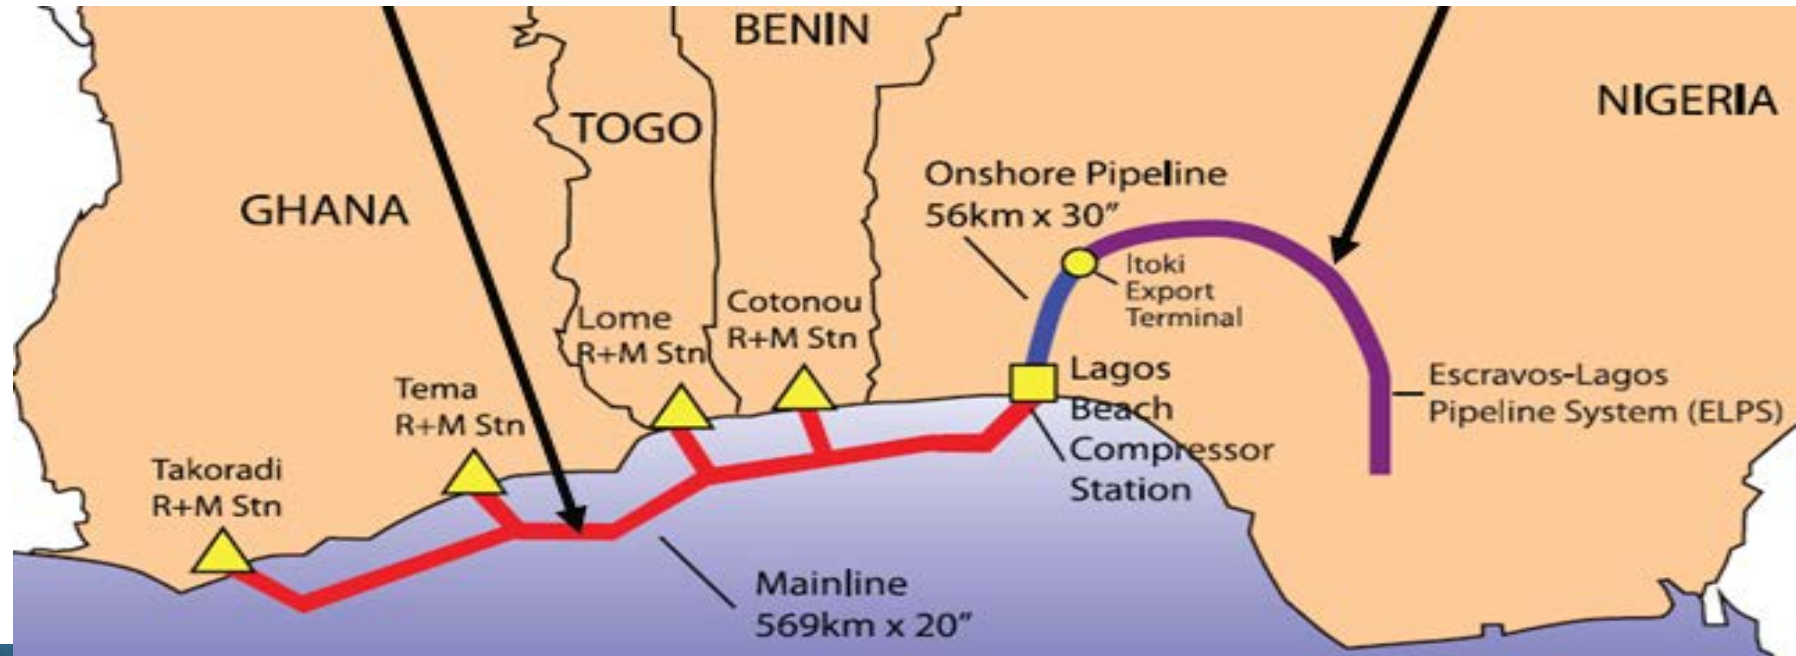 BENIN
NIGERIA
TOGO
GHANA
Onshore Pipeline
56km x 30”
Itoki
Export
Terminal
Cotonou
R+M Stn
Lome
R+M Stn
Tema
R+M Stn
Takoradi
R+M Stn
Lagos
Beach
Compressor
Station
Escravos-Lagos
Pipeline System (ELPS)
Mainline
569km x 20”